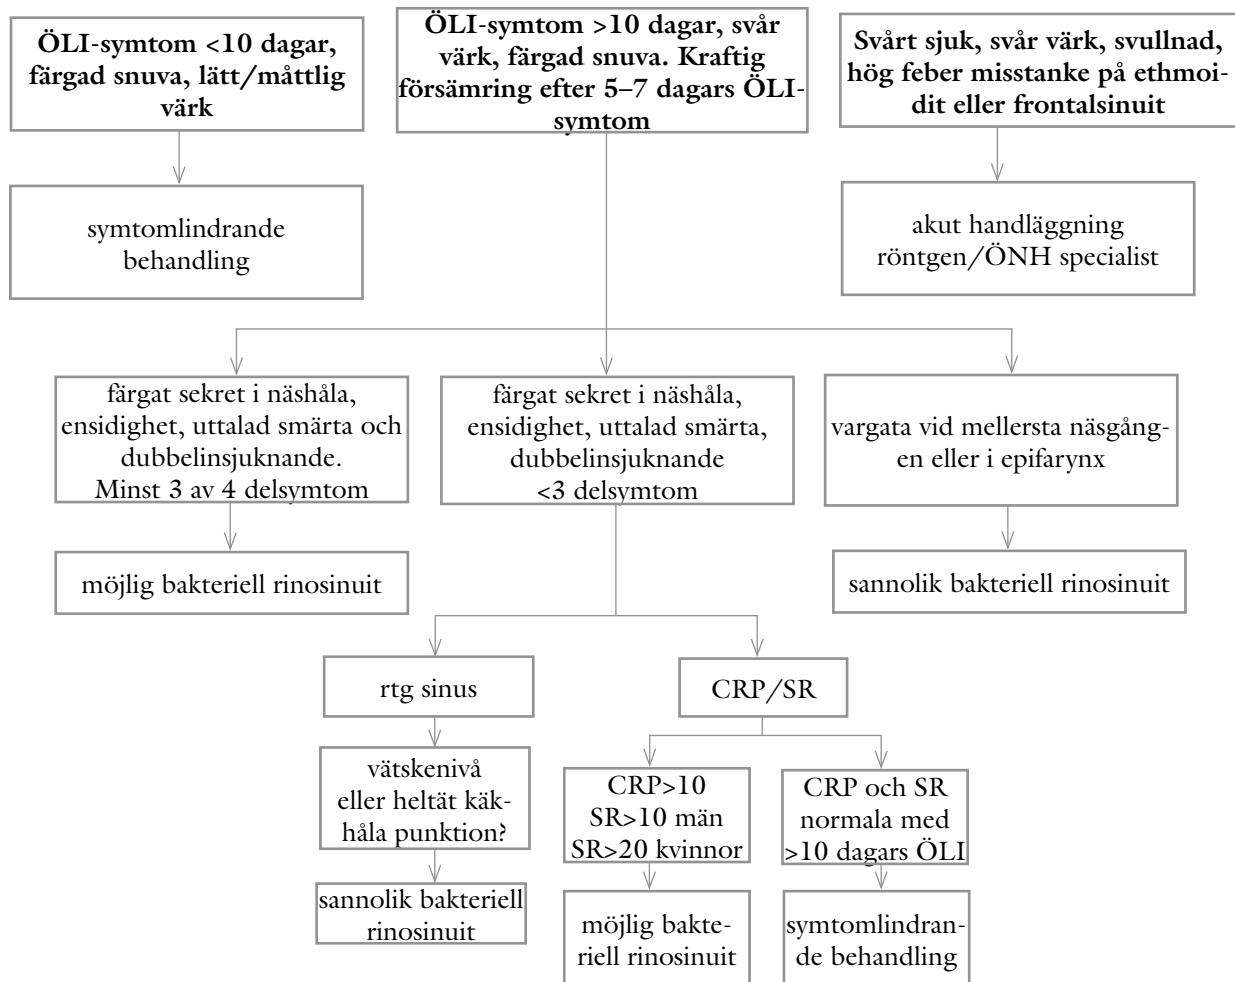 ÖLI-symtom <10 dagar,
färgad snuva, lätt/måttlig
värk
ÖLI-symtom >10 dagar, svår
värk, färgad snuva. Kraftig
försämring efter 5–7 dagars ÖLI-
symtom
Svårt sjuk, svår värk, svullnad,
hög feber misstanke på ethmoi-
dit eller frontalsinuit
symtomlindrande
behandling
akut handläggning
röntgen/ÖNH specialist
färgat sekret i näshåla,
ensidighet, uttalad smärta och
dubbelinsjuknande.
Minst 3 av 4 delsymtom
färgat sekret i näshåla,
ensidighet, uttalad smärta,
dubbelinsjuknande
<3 delsymtom
vargata vid mellersta näsgång-
en eller i epifarynx
möjlig bakteriell rinosinuit
sannolik bakteriell rinosinuit
rtg sinus
CRP/SR
vätskenivå
eller heltät käk-
håla punktion?
CRP>10
SR>10 män
SR>20 kvinnor
CRP och SR
normala med
>10 dagars ÖLI
sannolik bakteriell
rinosinuit
möjlig bakte-
riell rinosinuit
symtomlindran-
de behandling